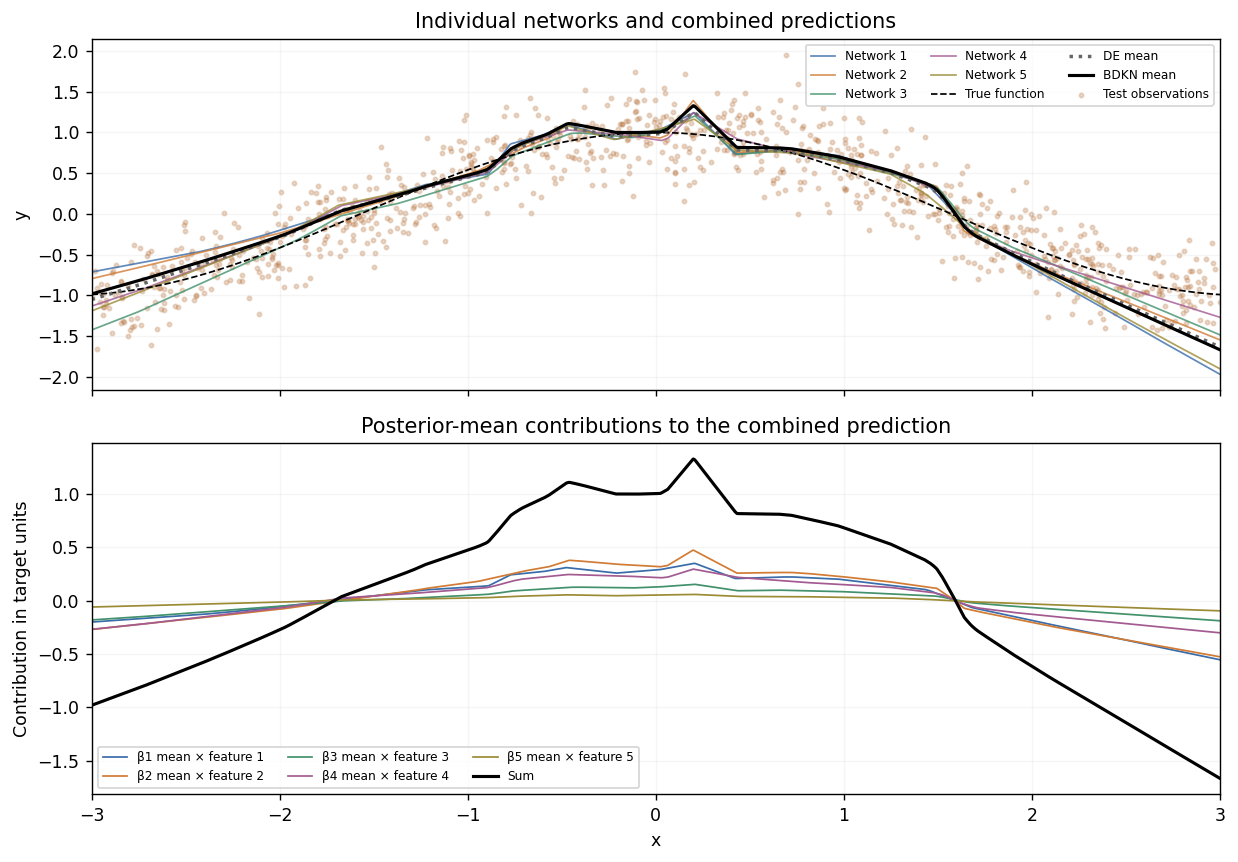 Individual networks and combined predictions
2.0
1.5
1.0
0.5
0.0
−0.5
−1.0
−1.5
−2.0
y
Network 1
Network 2
Network 3
Network 4
Network 5
True function
DE mean
BDKN mean
Test observations
Posterior-mean contributions to the combined prediction
1.0
0.5
0.0
−0.5
−1.0
−1.5
Contribution in target units
β1 mean × feature 1
β2 mean × feature 2
β3 mean × feature 3
β4 mean × feature 4
β5 mean × feature 5
Sum
−3
−2
−1
0
1
2
3
x